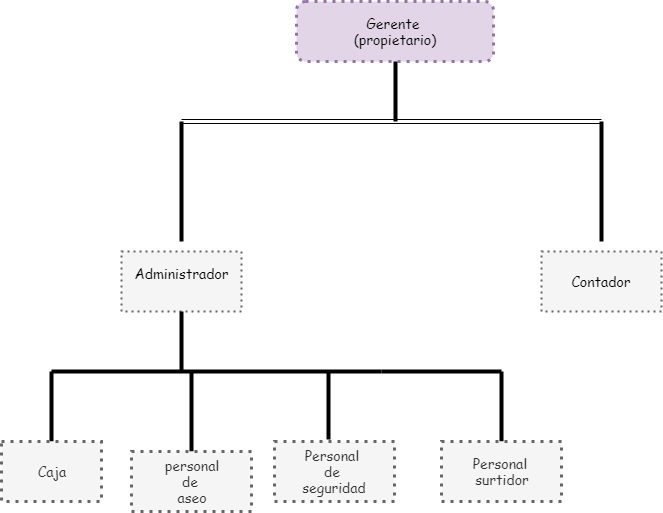 Gerente
(propietario)
Administrador
Contador
Caja
personal
de
aseo
Personal
de
seguridad
Personal
surtidor